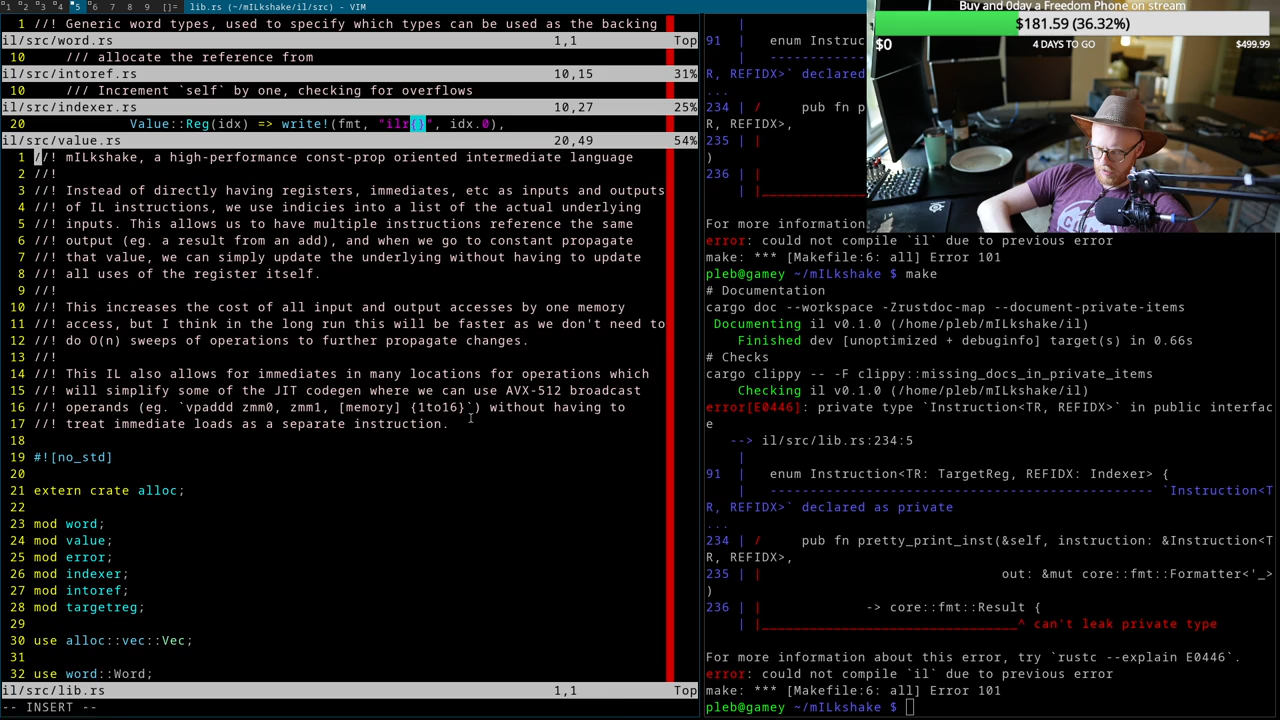 1 2 3 4 5 6 7 8 9 []= lib.rs (~/mILkshake/il/src) - VIM
1 //! Generic word types, used to specify which types can be used as the backing
il/src/word.rs 1,1 Top
10 /// allocate the reference from
il/src/intoref.rs 10,15 31%
10 /// Increment `self` by one, checking for overflows
il/src/indexer.rs 10,27 25%
20 Value::Reg(idx) => write!(fmt, "ilr{}", idx.0),
il/src/value.rs 20,49 54%
1 //! mILkshake, a high-performance const-prop oriented intermediate language
2 //!
3 //! Instead of directly having registers, immediates, etc as inputs and outputs
4 //! of IL instructions, we use indicies into a list of the actual underlying
5 //! inputs. This allows us to have multiple instructions reference the same
6 //! output (eg. a result from an add), and when we go to constant propagate
7 //! that value, we can simply update the underlying without having to update
8 //! all uses of the register itself.
9 //!
10 //! This increases the cost of all input and output accesses by one memory
11 //! access, but I think in the long run this will be faster as we don't need to
12 //! do O(n) sweeps of operations to further propagate changes.
13 //!
14 //! This IL also allows for immediates in many locations for operations which
15 //! will simplify some of the JIT codegen where we can use AVX-512 broadcast
16 //! operands (eg. `vpaddd zmm0, zmm1, [memory] {1to16}`) without having to
17 //! treat immediate loads as a separate instruction.
18
19 #![no_std]
20
21 extern crate alloc;
22
23 mod word;
24 mod value;
25 mod error;
26 mod indexer;
27 mod intoref;
28 mod targetreg;
29
30 use alloc::vec::Vec;
31
32 use word::Word;
il/src/lib.rs 1,1 Top
-- INSERT --
91 | enum Instruc
| ------------
R, REFIDX>` declared
...
234 | / pub fn p
R, REFIDX>,
235 | |
)
236 | |
| |_____________
For more information
error: could not compile `il` due to previous error
make: *** [Makefile:6: all] Error 101
pleb@gamey ~/mILkshake $ make
# Documentation
cargo doc --workspace -Zrustdoc-map --document-private-items
Documenting il v0.1.0 (/home/pleb/mILkshake/il)
Finished dev [unoptimized + debuginfo] target(s) in 0.66s
# Checks
cargo clippy -- -F clippy::missing_docs_in_private_items
Checking il v0.1.0 (/home/pleb/mILkshake/il)
error[E0446]: private type `Instruction<TR, REFIDX>` in public interfac
e
--> il/src/lib.rs:234:5
|
91 | enum Instruction<TR: TargetReg, REFIDX: Indexer> {
| ------------------------------------------------ `Instruction<T
R, REFIDX>` declared as private
...
234 | / pub fn pretty_print_inst(&self, instruction: &Instruction<T
R, REFIDX>,
235 | | out: &mut core::fmt::Formatter<'_>
)
236 | | -> core::fmt::Result {
| |_________________________________^ can't leak private type
For more information about this error, try `rustc --explain E0446`.
error: could not compile `il` due to previous error
make: *** [Makefile:6: all] Error 101
pleb@gamey ~/mILkshake $
Buy and 0day a Freedom Phone on stream
$181.59 (36.32%)
$0 4 DAYS TO GO $499.99